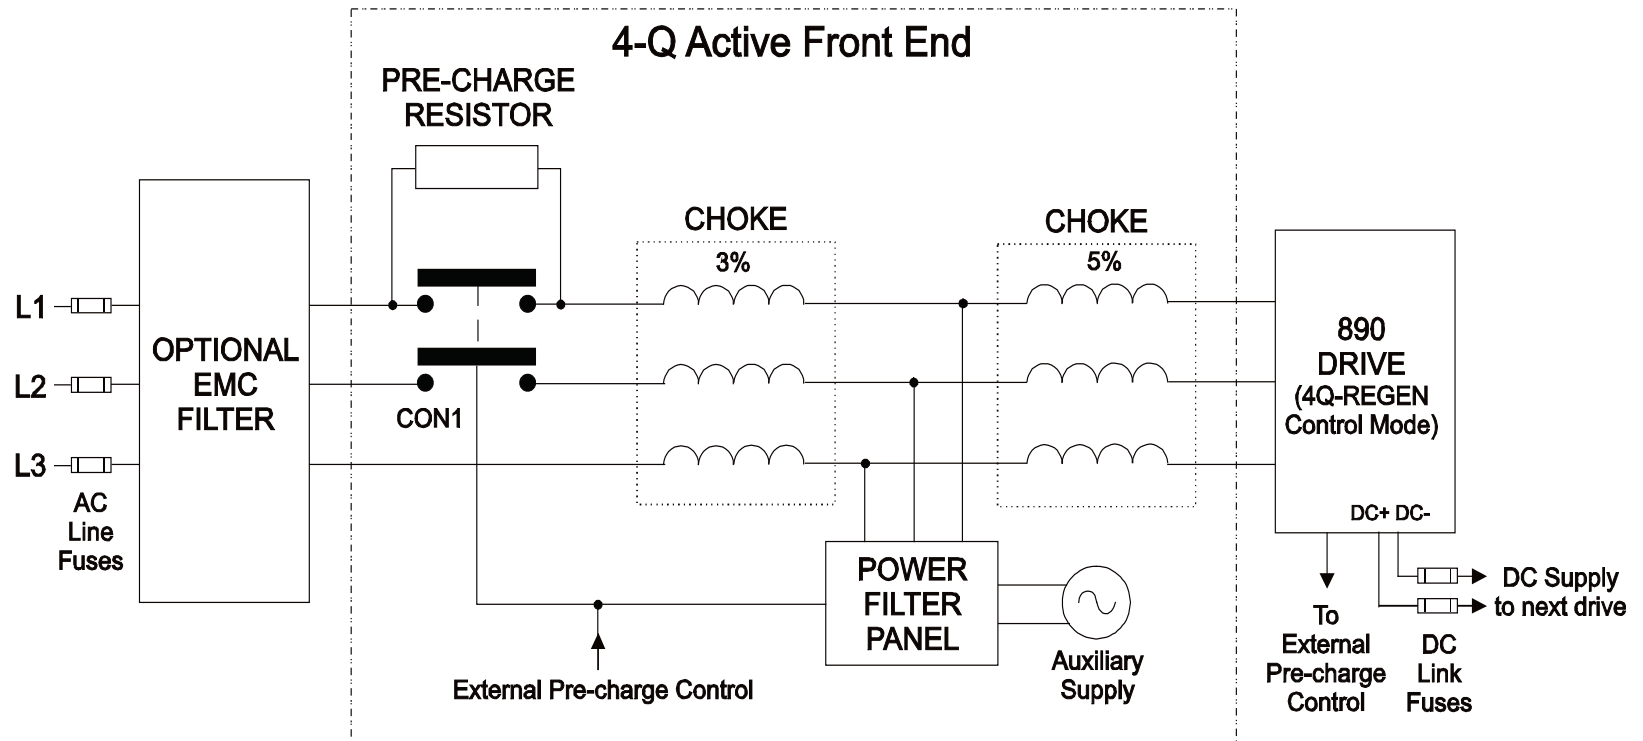 4-Q Active Front End
PRE-CHARGE
RESISTOR
CHOKE
3%
CHOKE
5%
L1
L2
L3
AC
Line
Fuses
OPTIONAL
EMC
FILTER
CON1
890
DRIVE
(4Q-REGEN
Control Mode)
DC+ DC-
POWER
FILTER
PANEL
External Pre-charge Control
Auxiliary
Supply
To
External
Pre-charge
Control
DC
Link
Fuses
DC Supply
to next drive